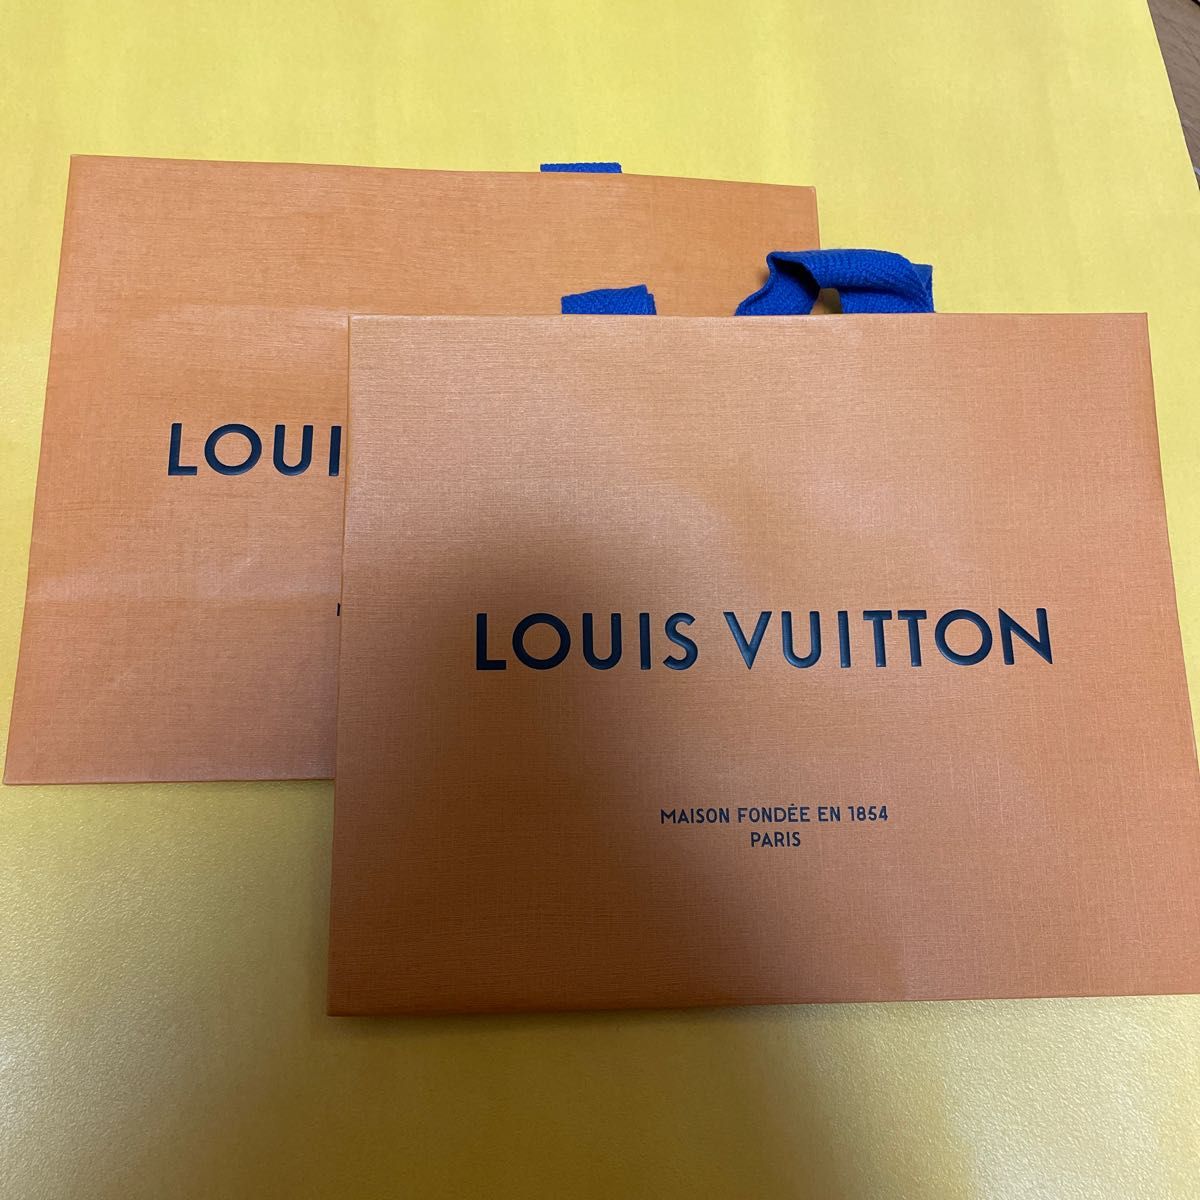 LOUI
LOUIS VUITTON
MAISON FONDÉE EN 1854
PARIS